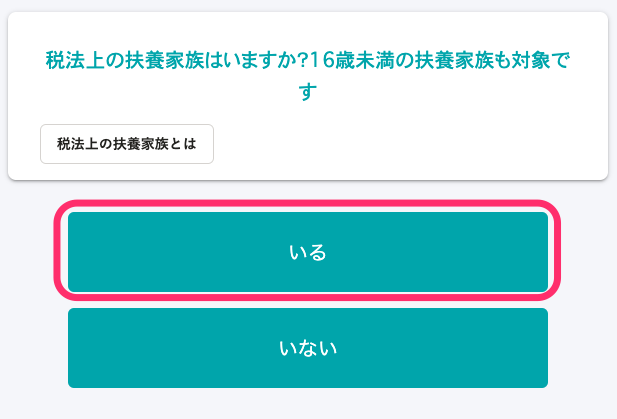 税法上の扶養家族はいますか?16歳未満の扶養家族も対象で
す
税法上の扶養家族とは
いる
いない